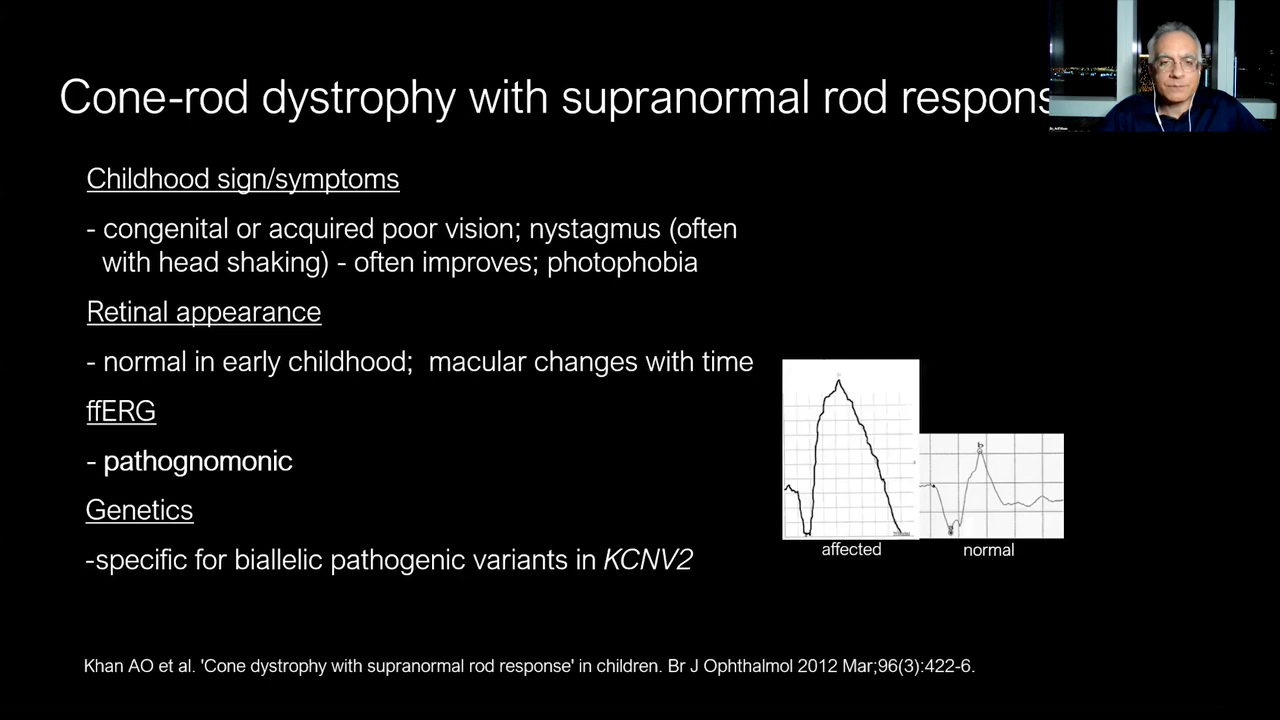 Cone-rod dystrophy with supranormal rod respons
Childhood sign/symptoms
- congenital or acquired poor vision; nystagmus (often
with head shaking) - often improves; photophobia
Retinal appearance
- normal in early childhood;  macular changes with time
ffERG
- pathognomonic
Genetics
-specific for biallelic pathogenic variants in KCNV2
b
affected
normal
Khan AO et al. 'Cone dystrophy with supranormal rod response' in children. Br J Ophthalmol 2012 Mar;96(3):422-6.